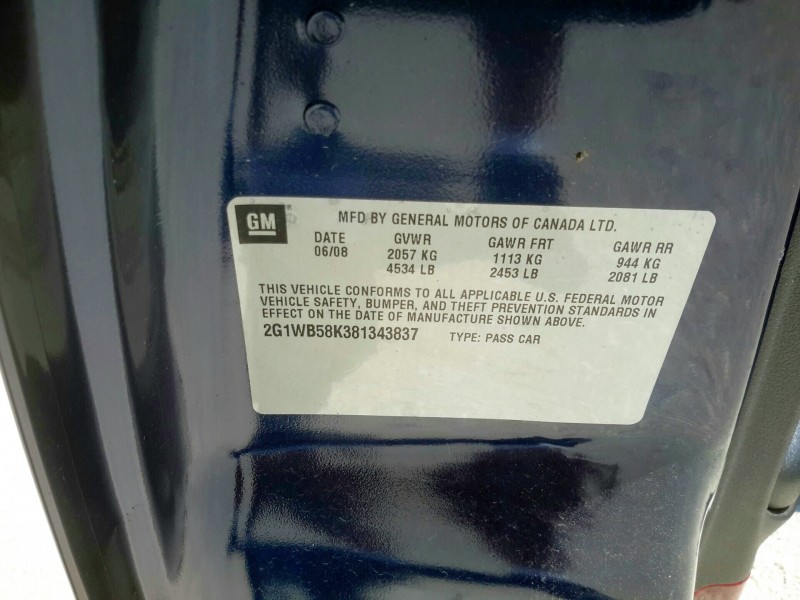 GM
MFD BY GENERAL MOTORS OF CANADA LTD.
DATE GVWR GAWR FRT GAWR RR
06/08 2057 KG 1113 KG 944 KG
4534 LB 2453 LB 2081 LB
THIS VEHICLE CONFORMS TO ALL APPLICABLE U.S. FEDERAL MOTOR
VEHICLE SAFETY, BUMPER, AND THEFT PREVENTION STANDARDS IN
EFFECT ON THE DATE OF MANUFACTURE SHOWN ABOVE.
2G1WB58K381343837 TYPE: PASS CAR